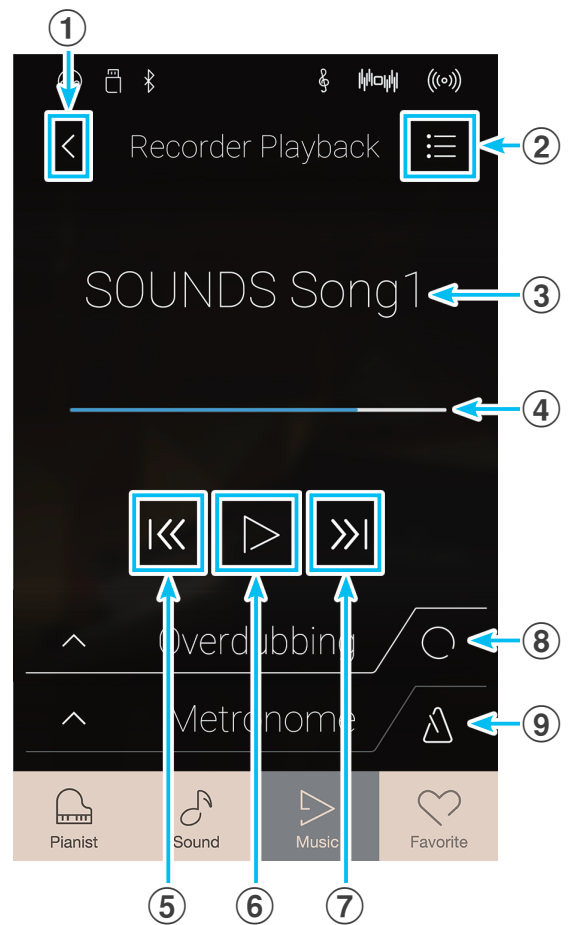 1
Recorder Playback
2
SOUNDS Song1
3
4
Overdubbing
8
Metronome
9
Pianist
Sound
Music
Favorite
5
6
7